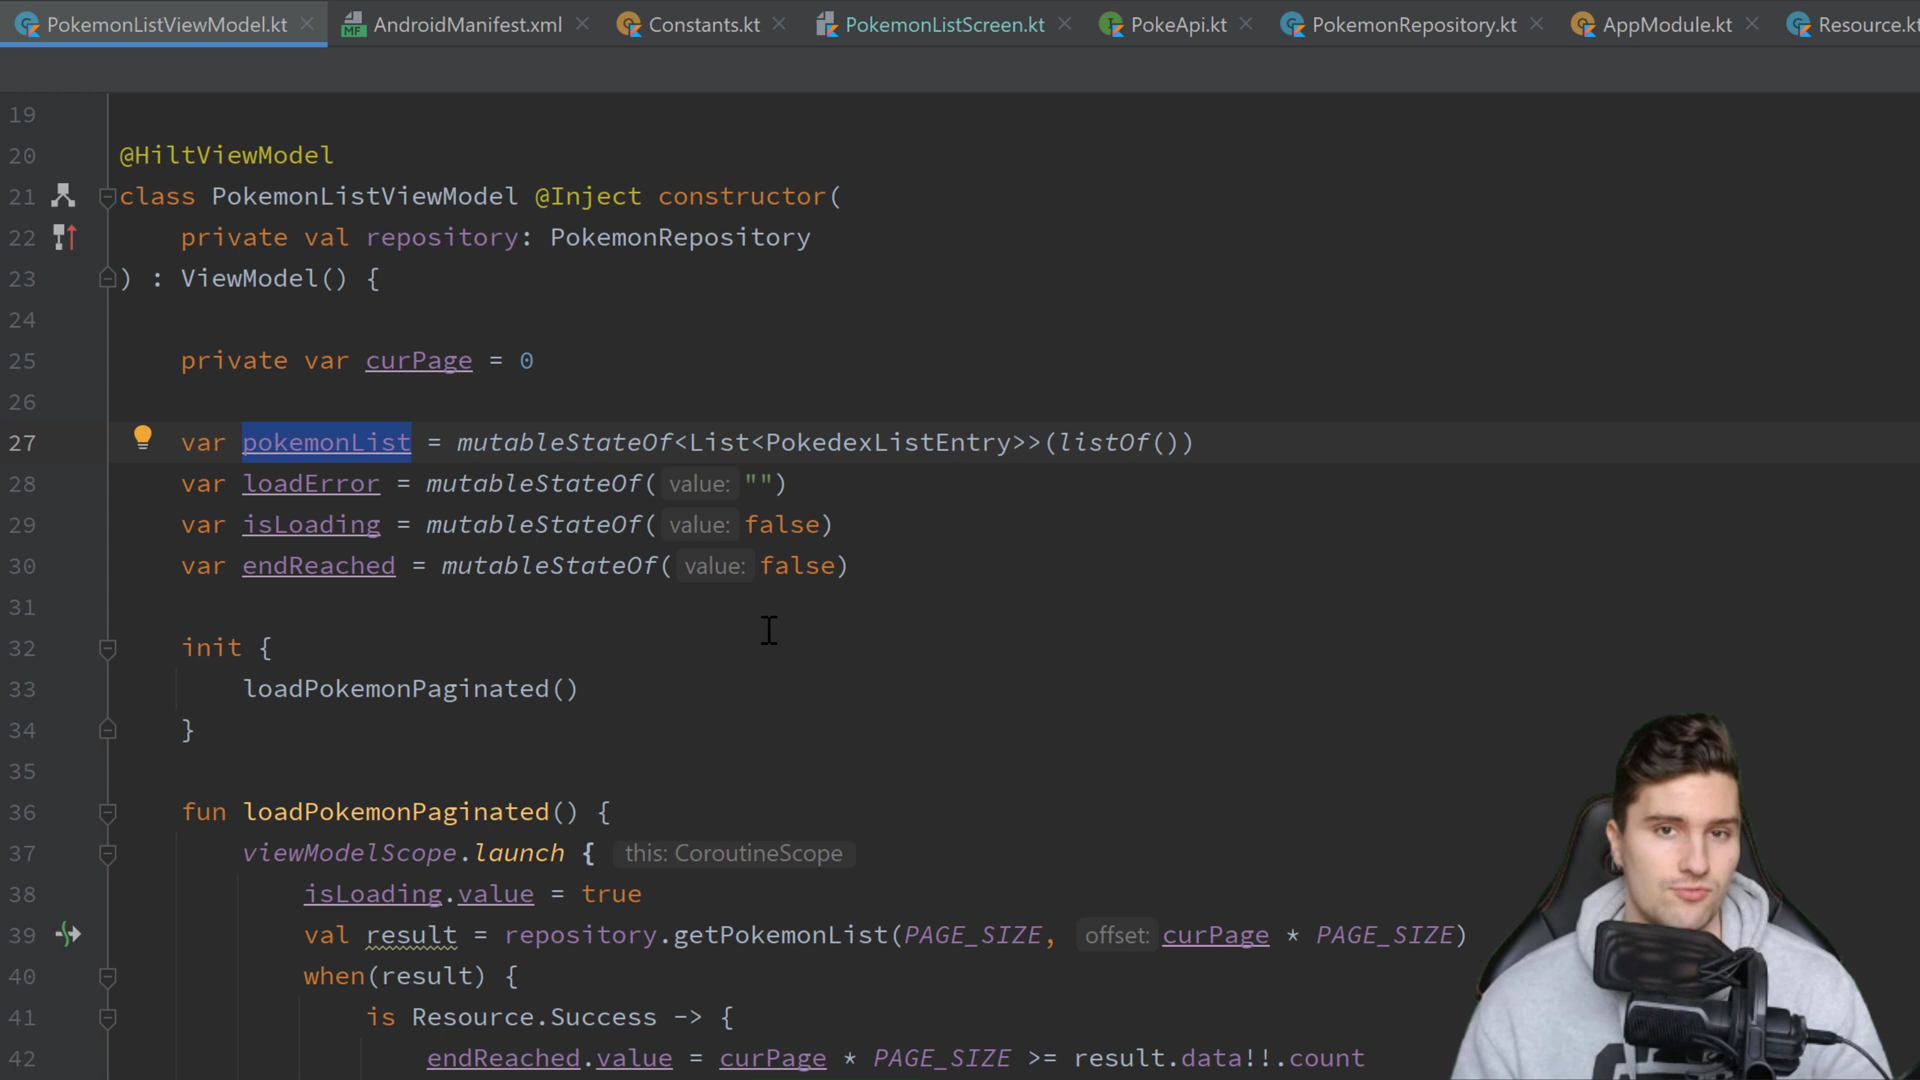 PokemonListViewModel.kt
AndroidManifest.xml
Constants.kt
PokemonListScreen.kt
PokeApi.kt
PokemonRepository.kt
AppModule.kt
Resource.kt
MF
19
20 @HiltViewModel
21 class PokemonListViewModel @Inject constructor(
22 private val repository: PokemonRepository
23 ) : ViewModel() {
24
25 private var curPage = 0
26
27 var pokemonList = mutableStateOf<List<PokedexListEntry>>(listOf())
28 var loadError = mutableStateOf( value: "")
29 var isLoading = mutableStateOf( value: false)
30 var endReached = mutableStateOf( value: false)
31
32 init {
33 loadPokemonPaginated()
34 }
35
36 fun loadPokemonPaginated() {
37 viewModelScope.launch { this: CoroutineScope
38 isLoading.value = true
39 val result = repository.getPokemonList(PAGE_SIZE, offset: curPage * PAGE_SIZE)
40 when(result) {
41 is Resource.Success -> {
42 endReached.value = curPage * PAGE_SIZE >= result.data!!.count